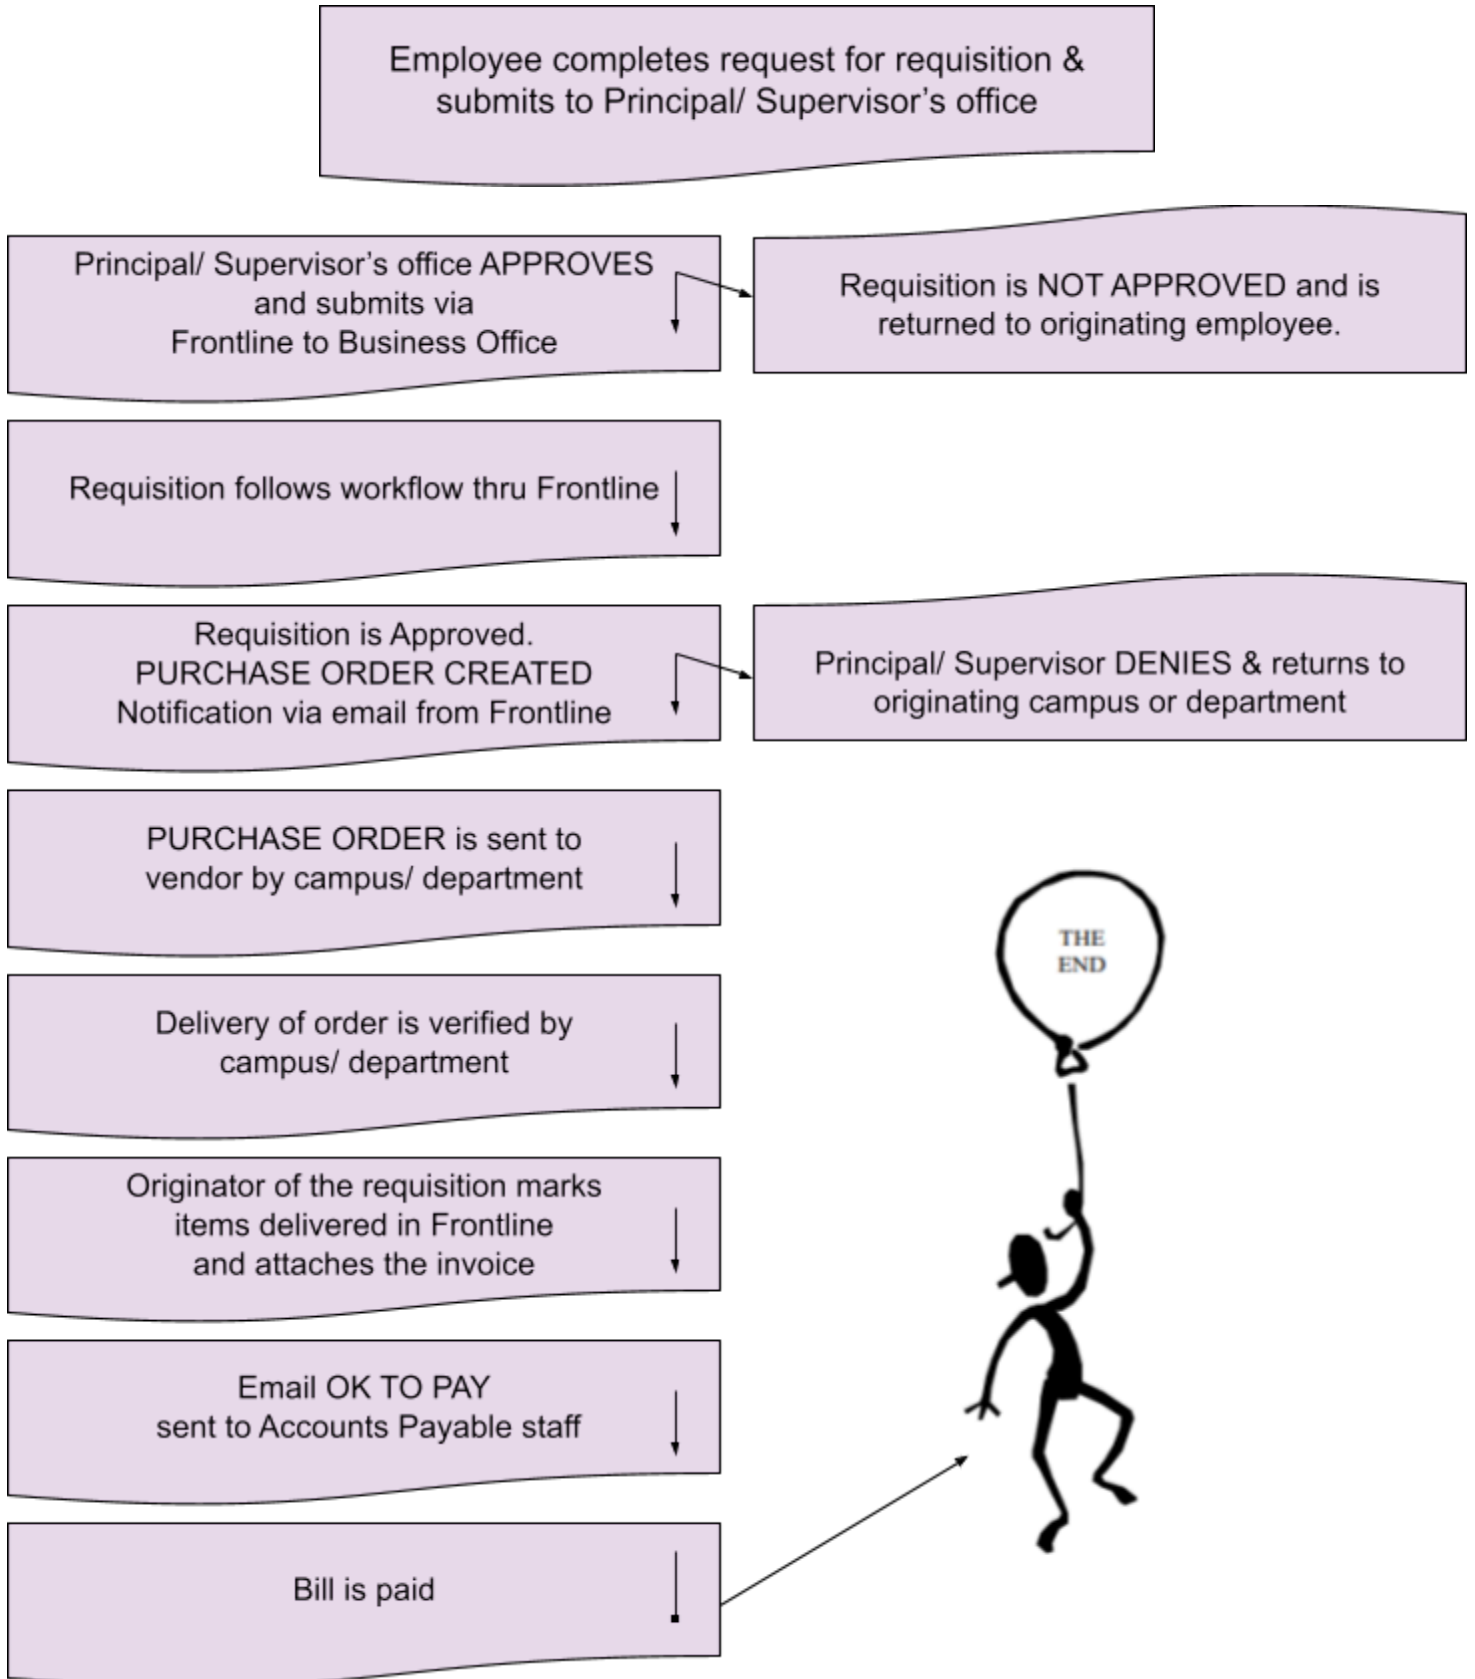 Employee completes request for requisition &
submits to Principal/ Supervisor's office
Principal/ Supervisor's office APPROVES
and submits via
Frontline to Business Office
Requisition is NOT APPROVED and is
returned to originating employee.
Requisition follows workflow thru Frontline
Requisition is Approved.
PURCHASE ORDER CREATED
Notification via email from Frontline
Principal/ Supervisor DENIES & returns to
originating campus or department
PURCHASE ORDER is sent to
vendor by campus/ department
THE
END
Delivery of order is verified by
campus/ department
Originator of the requisition marks
items delivered in Frontline
and attaches the invoice
Email OK TO PAY
sent to Accounts Payable staff
Bill is paid